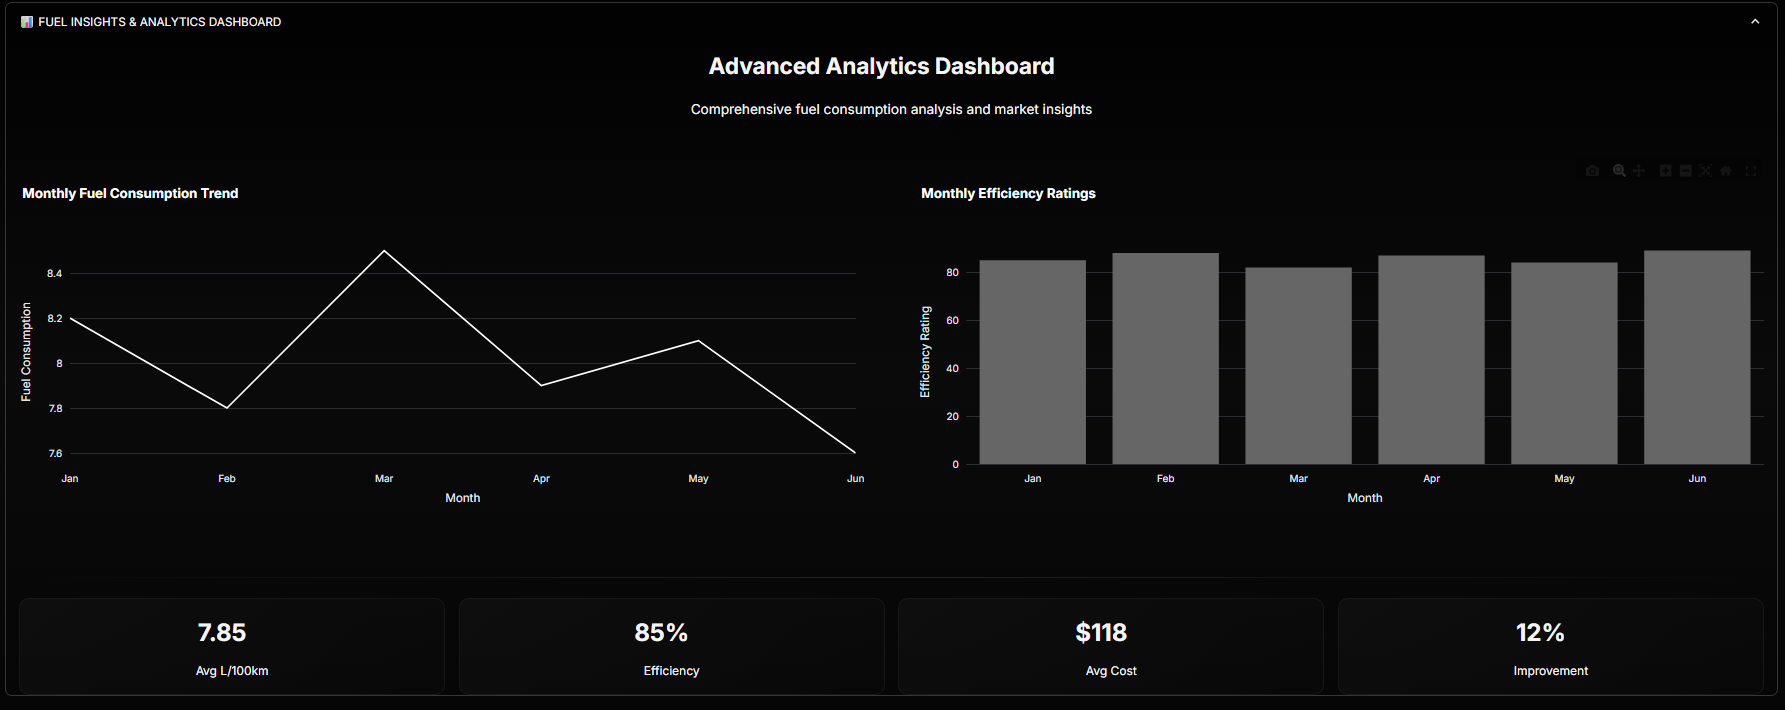 FUEL INSIGHTS & ANALYTICS DASHBOARD
Advanced Analytics Dashboard
Comprehensive fuel consumption analysis and market insights
Monthly Fuel Consumption Trend
Fuel Consumption
8.4
8.2
8
7.8
7.6
Jan Feb Mar Apr May Jun
Month
Monthly Efficiency Ratings
Efficiency Rating
80
60
40
20
0
Jan Feb Mar Apr May Jun
Month
7.85
Avg L/100km
85%
Efficiency
$118
Avg Cost
12%
Improvement